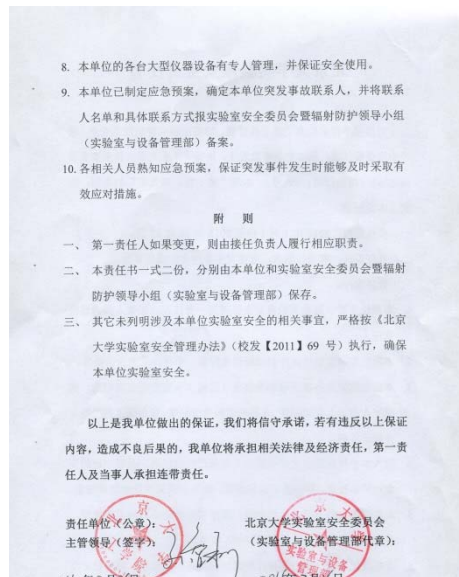 8. 本单位的各台大型仪器设备有专人管理，并保证安全使用。
9. 本单位已制定应急预案，确定本单位突发事故联系人，并将联系
人名单和具体联系方式报实验室安全委员会暨辐射防护领导小组
（实验室与设备管理部）备案。
10. 各相关人员熟知应急预案，保证突发事件发生时能够及时采取有
效应对措施。
附 则
一、 第一责任人如果变更，则由接任负责人履行相应职责。
二、 本责任书一式二份，分别由本单位和实验室安全委员会暨辐射
防护领导小组（实验室与设备管理部）保存。
三、 其它未列明涉及本单位实验室安全的相关事宜，严格按《北京
大学实验室安全管理办法》（校发【2011】69 号）执行，确保
本单位实验室安全。
以上是我单位做出的保证，我们将信守承诺，若有违反以上保证
内容，造成不良后果的，我单位将承担相关法律及经济责任，第一责
任人及当事人承担连带责任。
责任单位（公章）： 北京大学实验室安全委员会
主管领导（签字）： （实验室与设备管理部代章）：
实验室与设备